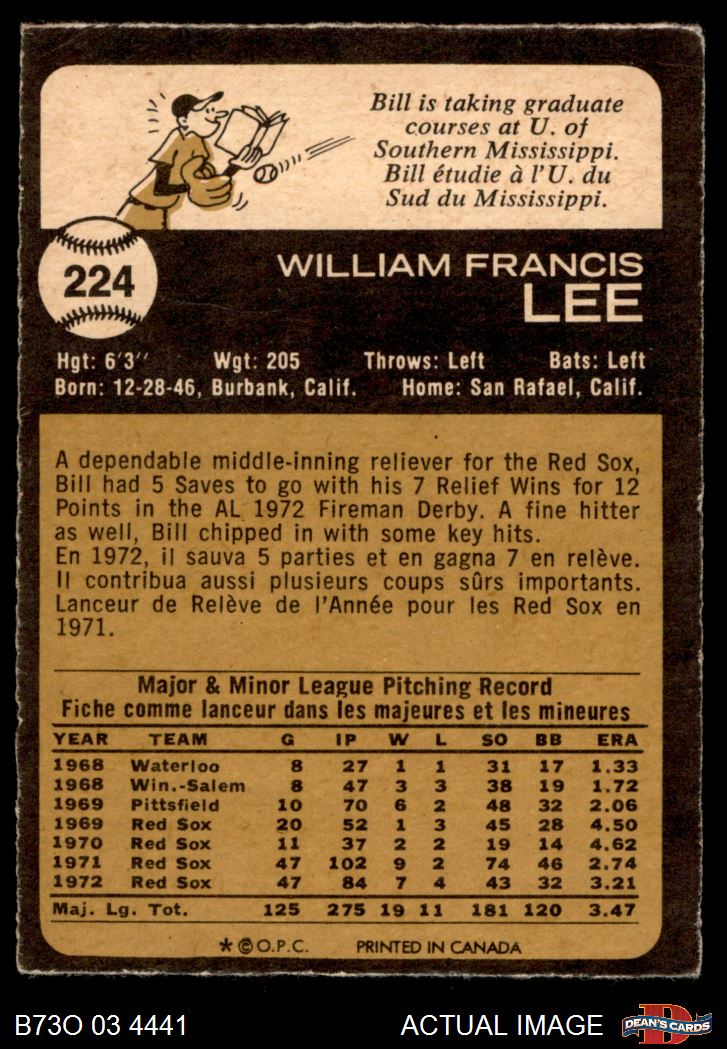 Bill is taking graduate
courses at U. of
Southern Mississippi.
Bill étudie à l'U. du
Sud du Mississippi.
224
WILLIAM FRANCIS
LEE
Hgt: 6'3" Wgt: 205 Throws: Left Bats: Left
Born: 12-28-46, Burbank, Calif. Home: San Rafael, Calif.
A dependable middle-inning reliever for the Red Sox,
Bill had 5 Saves to go with his 7 Relief Wins for 12
Points in the AL 1972 Fireman Derby. A fine hitter
as well, Bill chipped in with some key hits.
En 1972, il sauva 5 parties et en gagna 7 en relève.
Il contribua aussi plusieurs coups sûrs importants.
Lanceur de Relève de l'Année pour les Red Sox en
1971.
Major & Minor League Pitching Record
Fiche comme lanceur dans les majeures et les mineures
YEAR TEAM G IP W L SO BB ERA
1968 Waterloo 8 27 1 1 31 17 1.33
1968 Win.-Salem 8 47 3 3 38 19 1.72
1969 Pittsfield 10 70 6 2 48 32 2.06
1969 Red Sox 20 52 1 3 45 28 4.50
1970 Red Sox 11 37 2 2 19 14 4.62
1971 Red Sox 47 102 9 2 74 46 2.74
1972 Red Sox 47 84 7 4 43 32 3.21
Maj. Lg. Tot. 125 275 19 11 181 120 3.47
* © O.P.C. PRINTED IN CANADA
B73O 03 4441 ACTUAL IMAGE DEAN'S CARDS